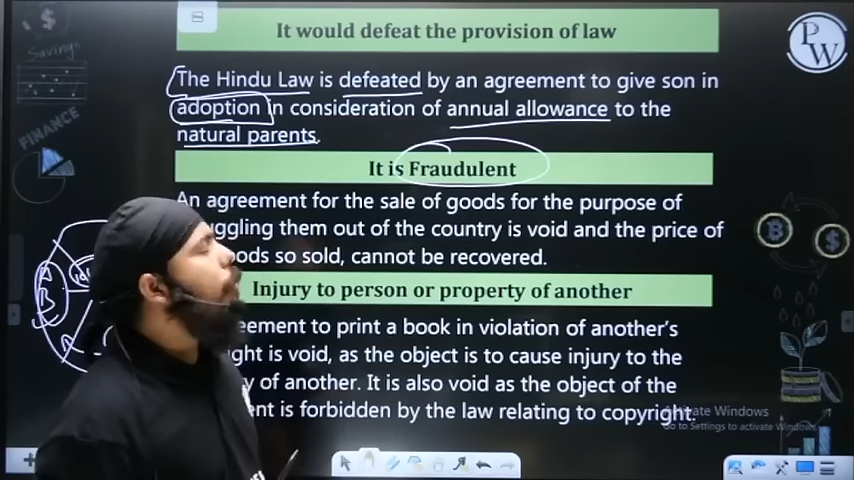 It would defeat the provision of law
PW
Savings
The Hindu Law is defeated by an agreement to give son in
adoption in consideration of annual allowance to the
natural parents.
FINANCE
It is Fraudulent
An agreement for the sale of goods for the purpose of
uggling them out of the country is void and the price of
ods so sold, cannot be recovered.
Injury to person or property of another
eement to print a book in violation of another's
ght is void, as the object is to cause injury to the
y of another. It is also void as the object of the
ent is forbidden by the law relating to copyright.
Activate Windows
Go to Settings to activate Windows.